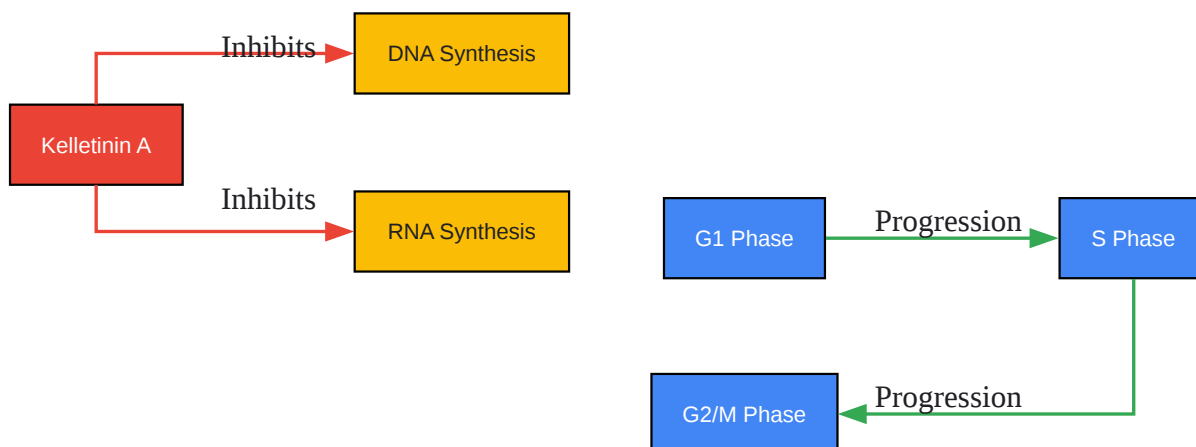 Inhibits
DNA Synthesis
Kelletinin A
Inhibits
RNA Synthesis
G1 Phase
Progression
S Phase
G2/M Phase
Progression